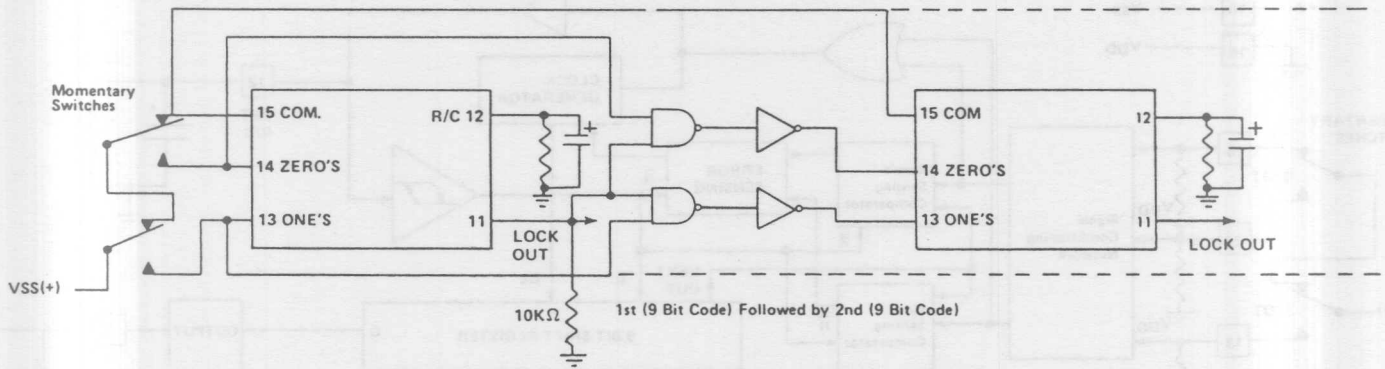 Momentary
Switches
VSS(+)
15 COM.
14 ZERO'S
13 ONE'S
R/C 12
11
+
LOCK
OUT
10KΩ
1st (9 Bit Code) Followed by 2nd (9 Bit Code)
15 COM
14 ZERO'S
13 ONE'S
12
11
+
LOCK OUT